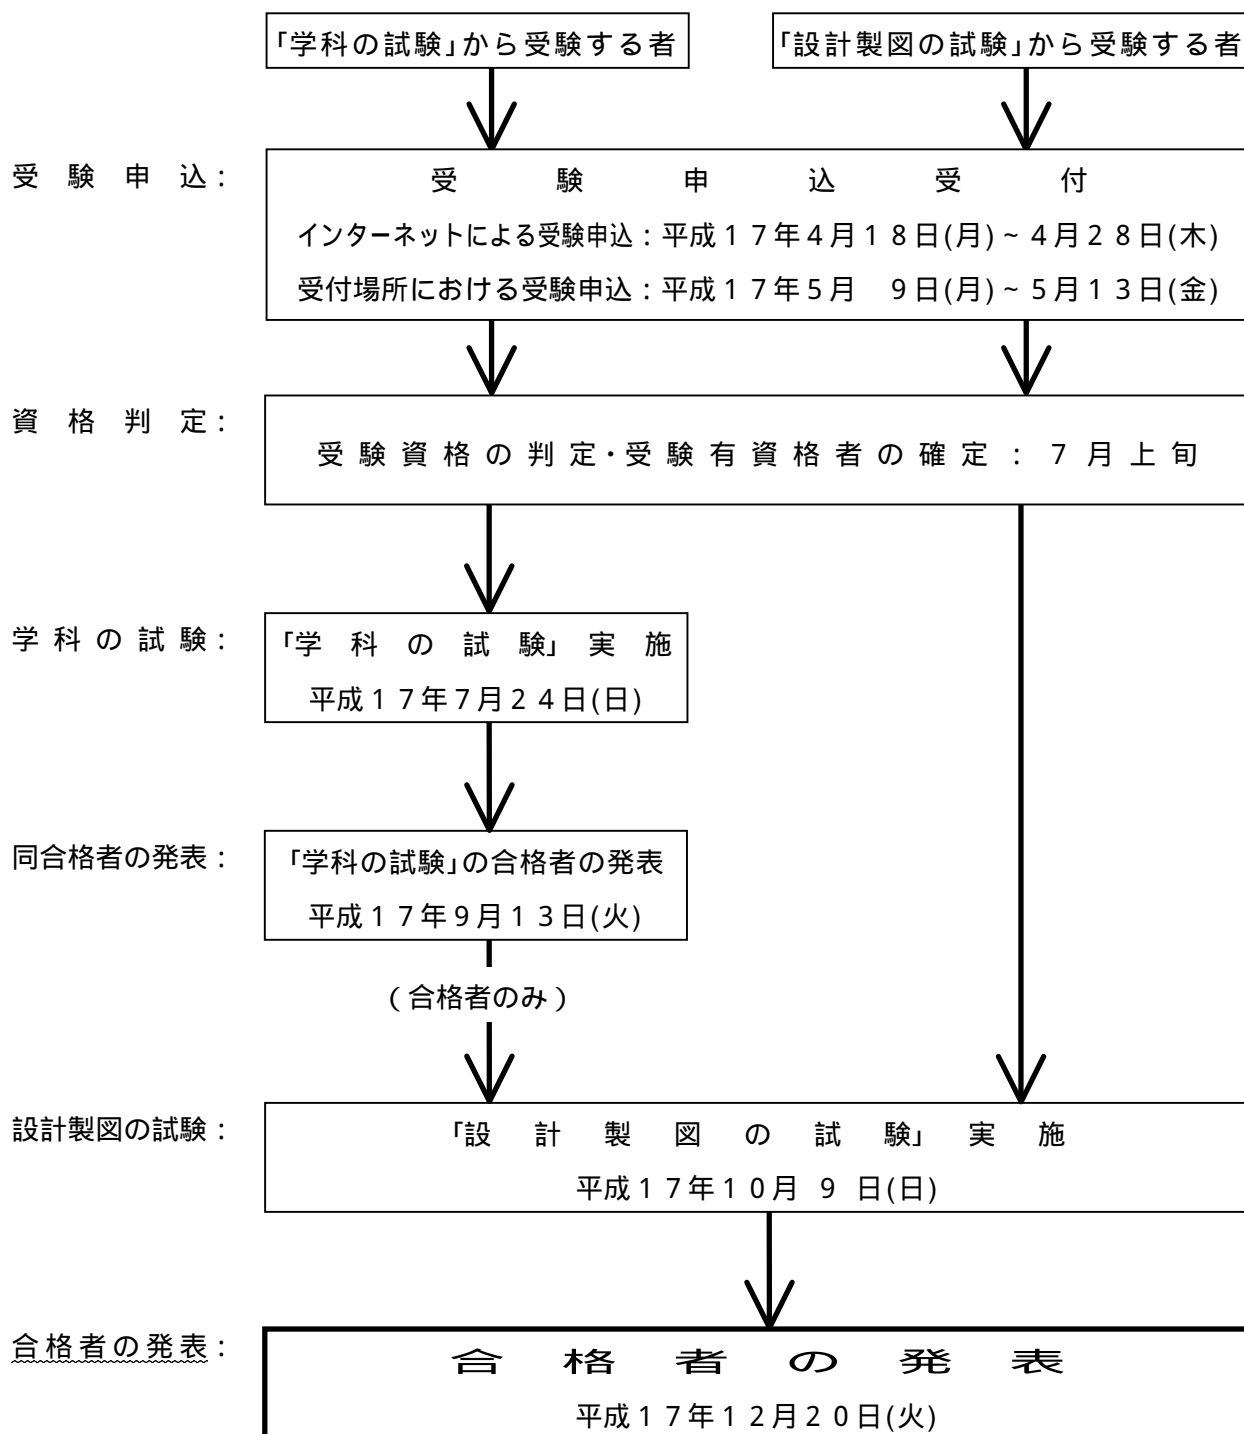 「学科の試験」から受験する者
「設計製図の試験」から受験する者
受験申込：
受験申込受付
インターネットによる受験申込：平成１７年４月１８日(月)～４月２８日(木)
受付場所における受験申込：平成１７年５月　９日(月)～５月１３日(金)
資格判定：
受験資格の判定・受験有資格者の確定：７月上旬
学科の試験：
「学科の試験」実施
平成１７年７月２４日(日)
同合格者の発表：
「学科の試験」の合格者の発表
平成１７年９月１３日(火)
（合格者のみ）
設計製図の試験：
「設計製図の試験」実施
平成１７年１０月　９日(日)
合格者の発表：
合格者の発表
平成１７年１２月２０日(火)